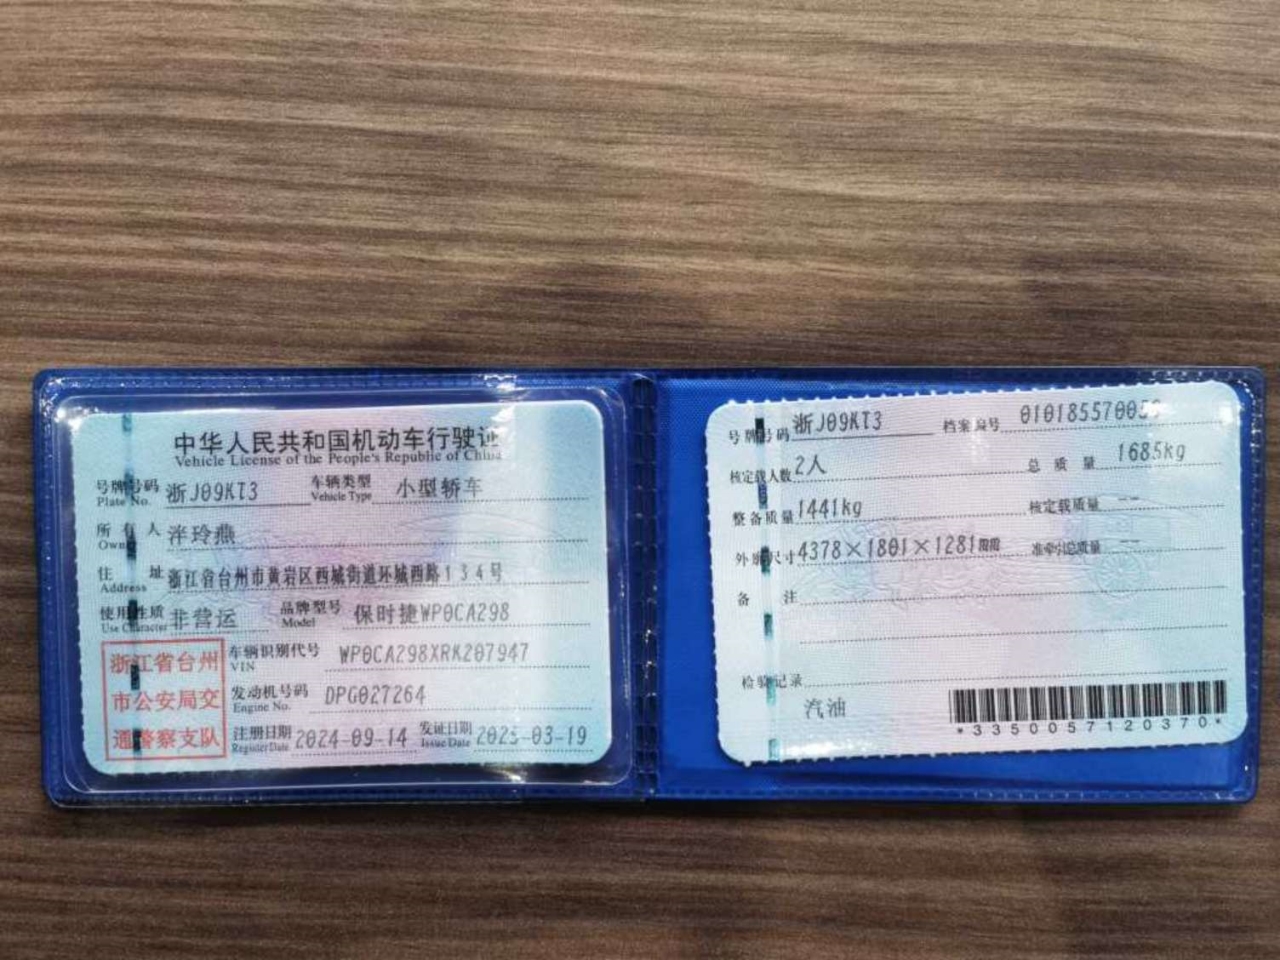 中华人民共和国机动车行驶证
Vehicle License of the People's Republic of China
号牌号码 浙J09KT3 车辆类型 小型轿车
Plate No. Vehicle Type
所有人 洋玲燕
Owner
住址 浙江省台州市黄岩区西城街道环城西路134号
Address
使用性质 非营运 品牌型号 保时捷WP0CA298
Use Character Model
浙江省台州
市公安局交
通警察支队
车辆识别代号 WP0CA298XRK207947
VIN
发动机号码 DPG027264
Engine No.
注册日期 2024-09-14 发证日期 2025-03-19
Register Date Issue Date
号牌号码 浙J09KT3 档案编号
核定载人数 2人 总质量 1685kg
整备质量 1441kg 核定载质量 --
外廓尺寸 4378×1801×1281mm 准牵引总质量 --
备注
检验记录
汽油
*3350057120370*